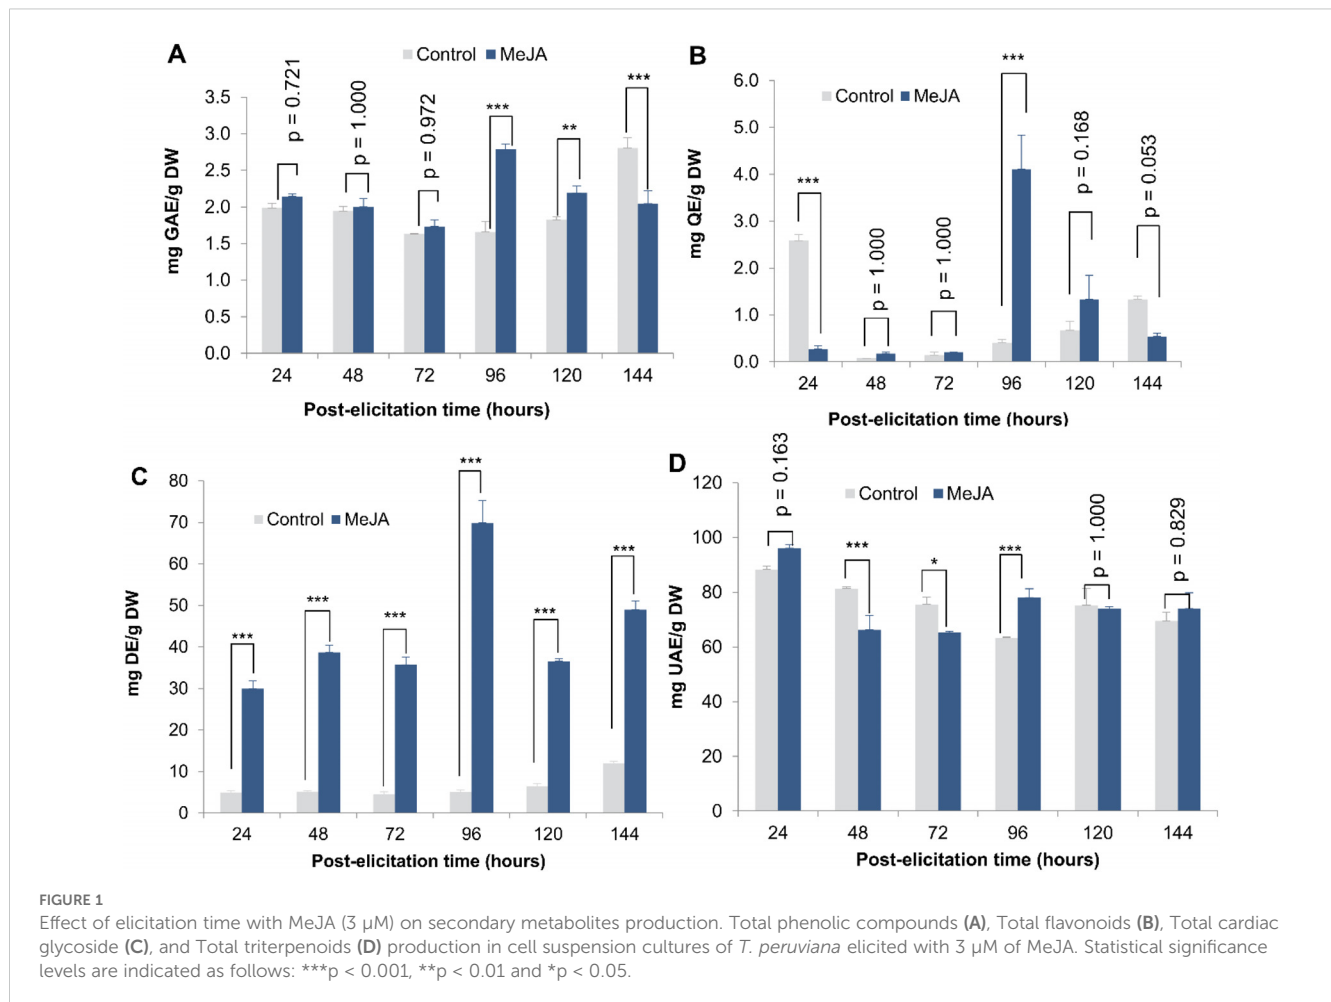 A
Control MeJA
mg GAE/g DW
3.5
3.0
2.5
2.0
1.5
1.0
0.5
0.0
p = 0.721
p = 1.000
p = 0.972
***
**
***
24 48 72 96 120 144
Post-elicitation time (hours)
B
Control MeJA
mg QE/g DW
6.0
5.0
4.0
3.0
2.0
1.0
0.0
***
p = 1.000
p = 1.000
***
p = 0.168
p = 0.053
24 48 72 96 120 144
Post-elicitation time (hours)
C
Control MeJA
mg DE/g DW
80
70
60
50
40
30
20
10
0
***
***
***
***
***
***
24 48 72 96 120 144
Post-elicitation time (hours)
D
Control MeJA
mg UAE/g DW
120
100
80
60
40
20
0
p = 0.163
***
*
***
p = 1.000
p = 0.829
24 48 72 96 120 144
Post-elicitation time (hours)
FIGURE 1
Effect of elicitation time with MeJA (3 µM) on secondary metabolites production. Total phenolic compounds (A), Total flavonoids (B), Total cardiac
glycoside (C), and Total triterpenoids (D) production in cell suspension cultures of T. peruviana elicited with 3 µM of MeJA. Statistical significance
levels are indicated as follows: ***p < 0.001, **p < 0.01 and *p < 0.05.